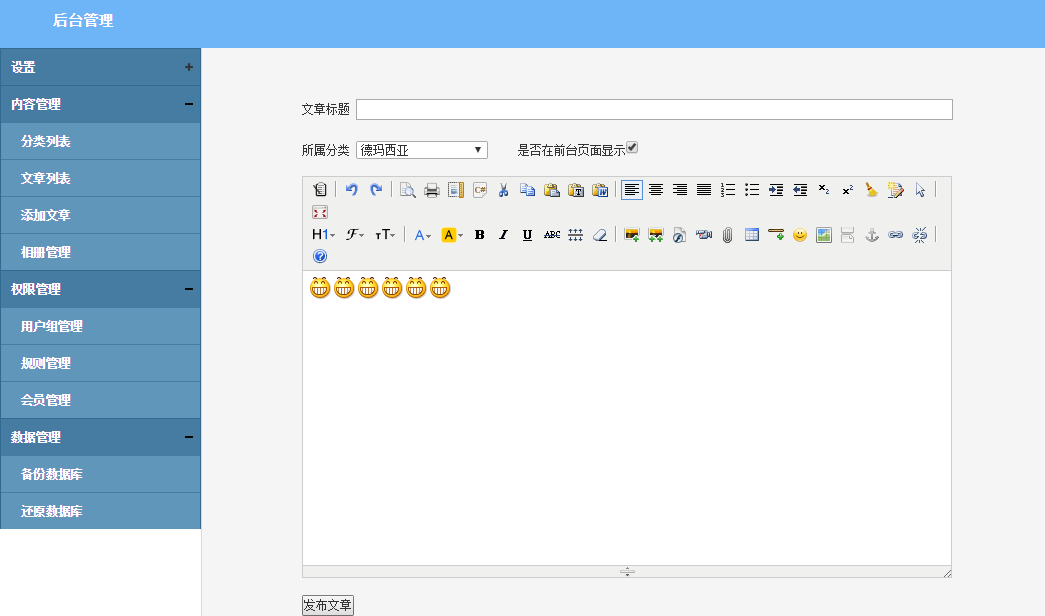 后台管理
设置
内容管理
分类列表
文章列表
添加文章
相册管理
权限管理
用户组管理
规则管理
会员管理
数据管理
备份数据库
还原数据库
文章标题
所属分类 德玛西亚 是否在前台页面显示
C#
T W
x₂ x²
H1 F тT A A B I U ABC
?
发布文章